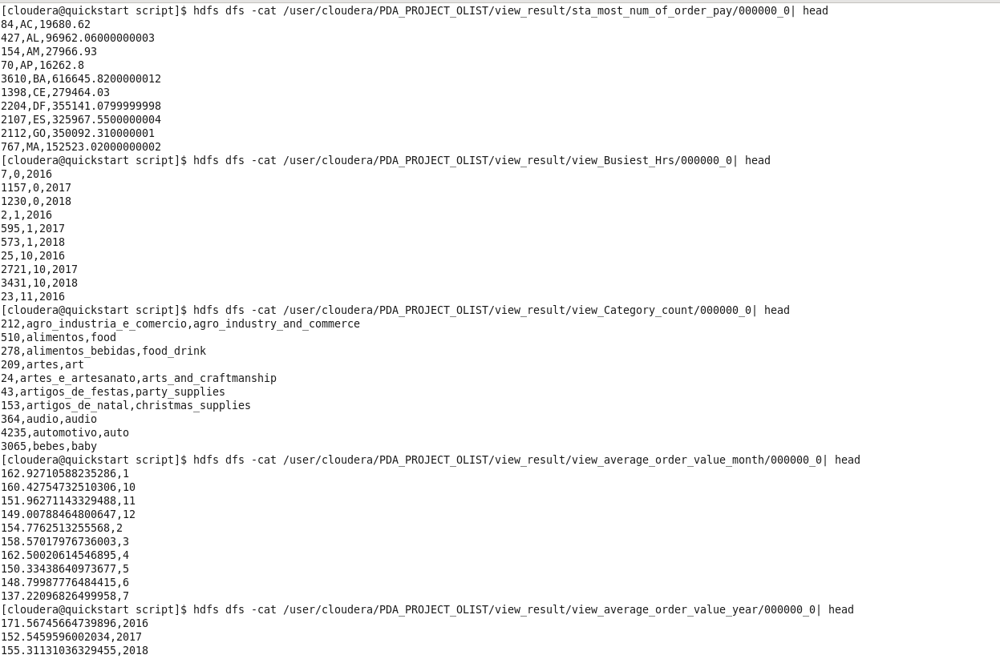 [cloudera@quickstart script]$ hdfs dfs -cat /user/cloudera/PDA_PROJECT_OLIST/view_result/sta_most_num_of_order_pay/000000_0| head
84,AC,19680.62
427,AL,96962.06000000003
154,AM,27966.93
70,AP,16262.8
3610,BA,616645.8200000012
1398,CE,279464.03
2204,DF,355141.0799999998
2107,ES,325967.5500000004
2112,GO,350092.310000001
767,MA,152523.02000000002
[cloudera@quickstart script]$ hdfs dfs -cat /user/cloudera/PDA_PROJECT_OLIST/view_result/view_Busiest_Hrs/000000_0| head
7,0,2016
1157,0,2017
1230,0,2018
2,1,2016
595,1,2017
573,1,2018
25,10,2016
2721,10,2017
3431,10,2018
23,11,2016
[cloudera@quickstart script]$ hdfs dfs -cat /user/cloudera/PDA_PROJECT_OLIST/view_result/view_Category_count/000000_0| head
212,agro_industria_e_comercio,agro_industry_and_commerce
510,alimentos,food
278,alimentos_bebidas,food_drink
209,artes,art
24,artes_e_artesanato,arts_and_craftmanship
43,artigos_de_festas,party_supplies
153,artigos_de_natal,christmas_supplies
364,audio,audio
4235,automotivo,auto
3065,bebes,baby
[cloudera@quickstart script]$ hdfs dfs -cat /user/cloudera/PDA_PROJECT_OLIST/view_result/view_average_order_value_month/000000_0| head
162.92710588235286,1
160.42754732510306,10
151.96271143329488,11
149.00788464800647,12
154.7762513255568,2
158.57017976736003,3
162.50020614546895,4
150.33438640973677,5
148.79987776484415,6
137.22096826499958,7
[cloudera@quickstart script]$ hdfs dfs -cat /user/cloudera/PDA_PROJECT_OLIST/view_result/view_average_order_value_year/000000_0| head
171.56745664739896,2016
152.5459596002034,2017
155.31131036329455,2018